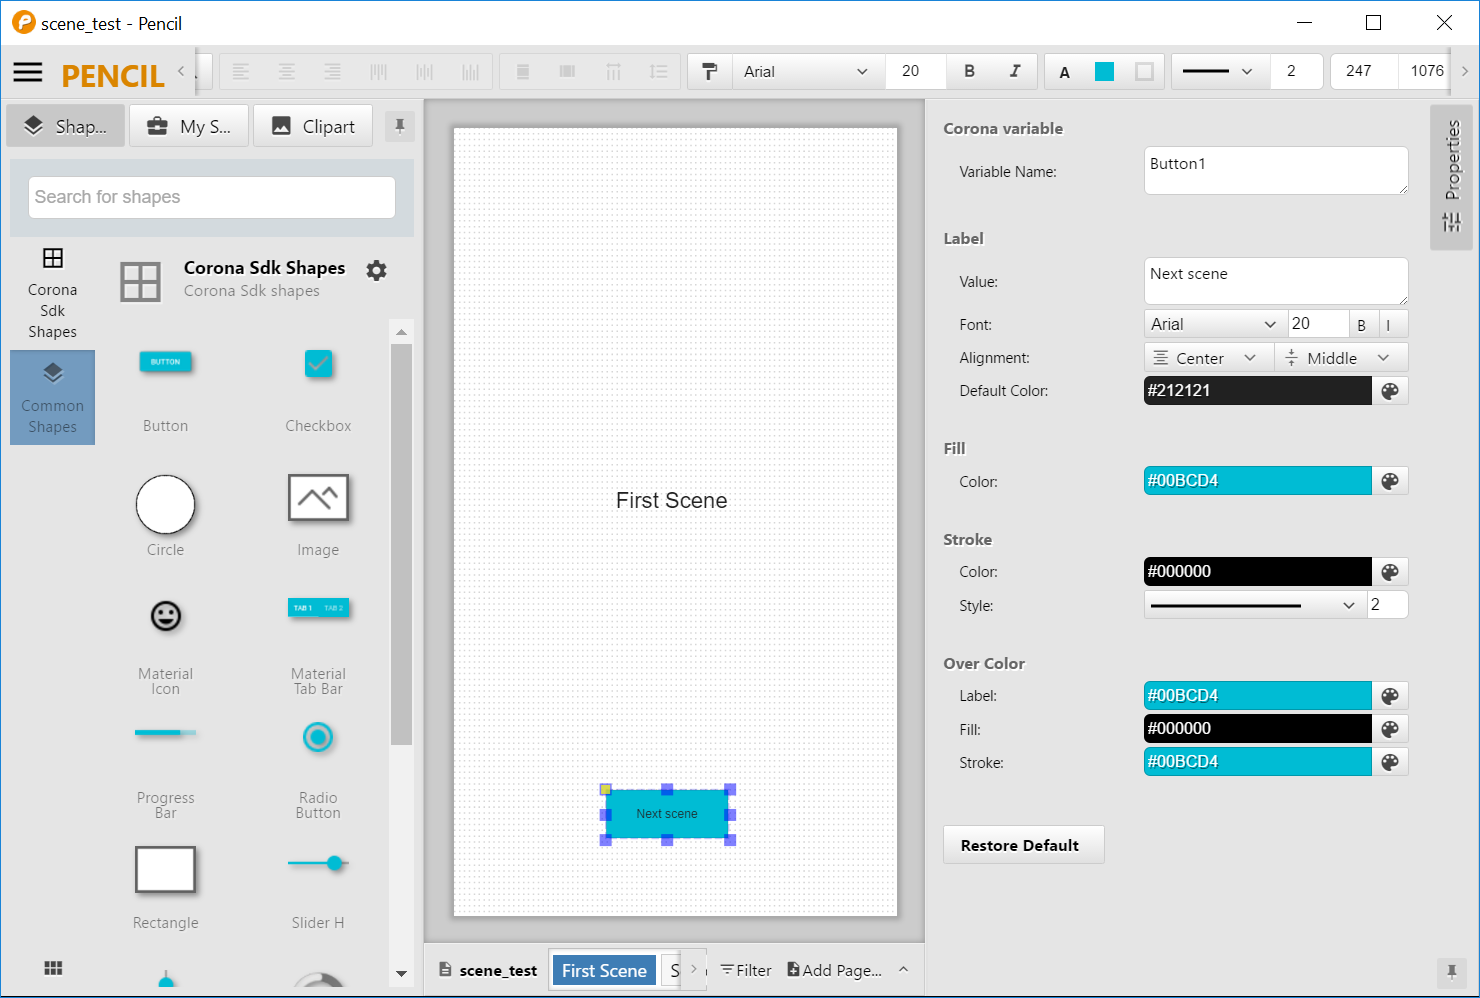 scene_test - Pencil
PENCIL
Arial
20
B
I
A
2
247
1076
Shap...
My S...
Clipart
Search for shapes
Corona
Sdk
Shapes
Common
Shapes
Corona Sdk Shapes
Corona Sdk shapes
BUTTON
Button
Checkbox
Circle
Image
TAB 1 TAB 2
Material
Icon
Material
Tab Bar
Progress
Bar
Radio
Button
Rectangle
Slider H
First Scene
Next scene
scene_test
First Scene
Filter
Add Page...
Corona variable
Variable Name:
Button1
Label
Value:
Next scene
Font:
Arial
20
B
I
Alignment:
Center
Middle
Default Color:
#212121
Fill
Color:
#00BCD4
Stroke
Color:
#000000
Style:
2
Over Color
Label:
#00BCD4
Fill:
#000000
Stroke:
#00BCD4
Restore Default
Properties